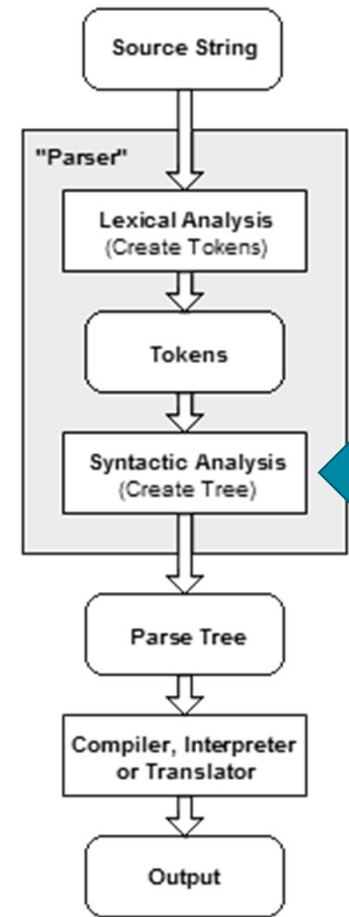 Source String
"Parser"
Lexical Analysis
(Create Tokens)
Tokens
Syntactic Analysis
(Create Tree)
Parse Tree
Compiler, Interpreter
or Translator
Output